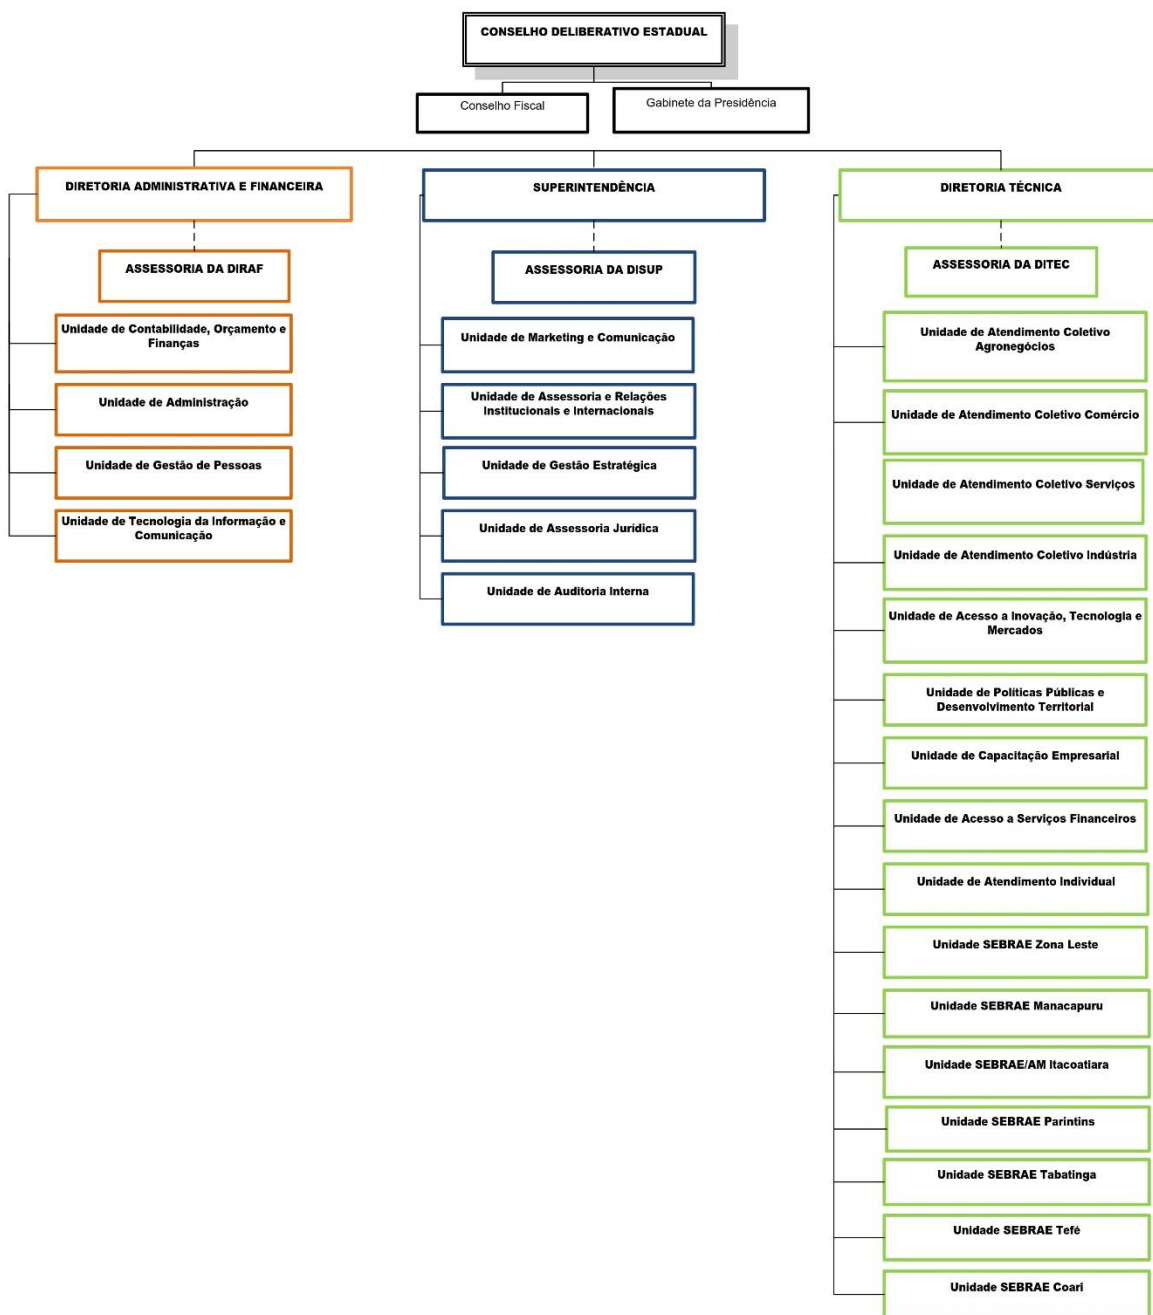 CONSELHO DELIBERATIVO ESTADUAL
Conselho Fiscal
Gabinete da Presidência
DIRETORIA ADMINISTRATIVA E FINANCEIRA
ASSESSORIA DA DIRAF
Unidade de Contabilidade, Orçamento e
Finanças
Unidade de Administração
Unidade de Gestão de Pessoas
Unidade de Tecnologia da Informação e
Comunicação
SUPERINTENDÊNCIA
ASSESSORIA DA DISUP
Unidade de Marketing e Comunicação
Unidade de Assessoria e Relações
Institucionais e Internacionais
Unidade de Gestão Estratégica
Unidade de Assessoria Jurídica
Unidade de Auditoria Interna
DIRETORIA TÉCNICA
ASSESSORIA DA DITEC
Unidade de Atendimento Coletivo
Agronegócios
Unidade de Atendimento Coletivo Comércio
Unidade de Atendimento Coletivo Serviços
Unidade de Atendimento Coletivo Indústria
Unidade de Acesso a Inovação, Tecnologia e
Mercados
Unidade de Políticas Públicas e
Desenvolvimento Territorial
Unidade de Capacitação Empresarial
Unidade de Acesso a Serviços Financeiros
Unidade de Atendimento Individual
Unidade SEBRAE Zona Leste
Unidade SEBRAE Manacapuru
Unidade SEBRAE/AM Itacoatiara
Unidade SEBRAE Parintins
Unidade SEBRAE Tabatinga
Unidade SEBRAE Tefé
Unidade SEBRAE Coari